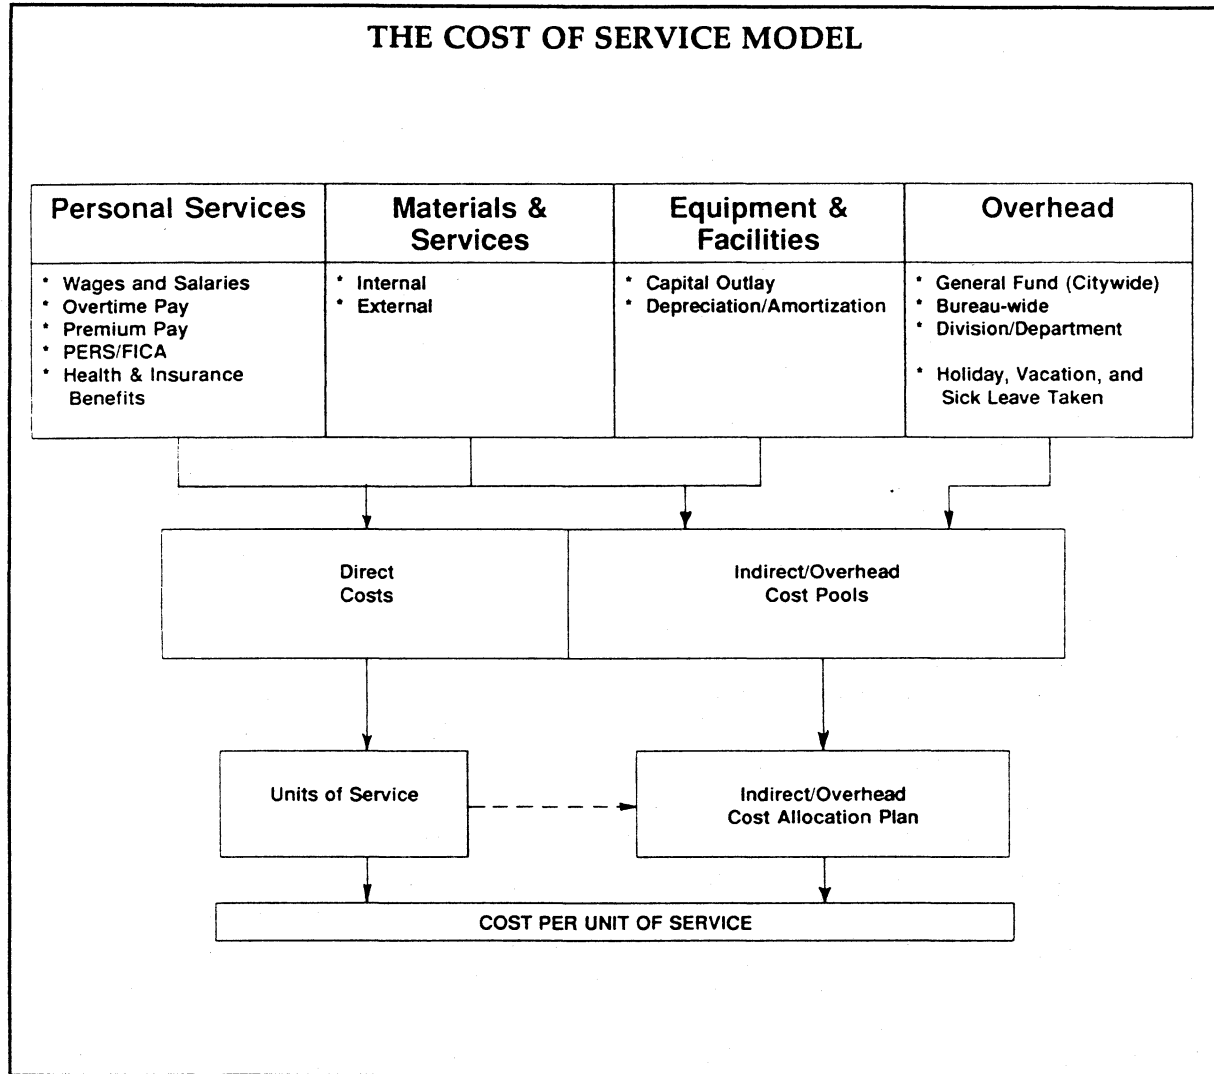 THE COST OF SERVICE MODEL
Personal Services
* Wages and Salaries
* Overtime Pay
* Premium Pay
* PERS/FICA
* Health & Insurance
Benefits
Materials &
Services
* Internal
* External
Equipment &
Facilities
* Capital Outlay
* Depreciation/Amortization
Overhead
* General Fund (Citywide)
* Bureau-wide
* Division/Department
* Holiday, Vacation, and
Sick Leave Taken
Direct
Costs
Indirect/Overhead
Cost Pools
Units of Service
Indirect/Overhead
Cost Allocation Plan
COST PER UNIT OF SERVICE